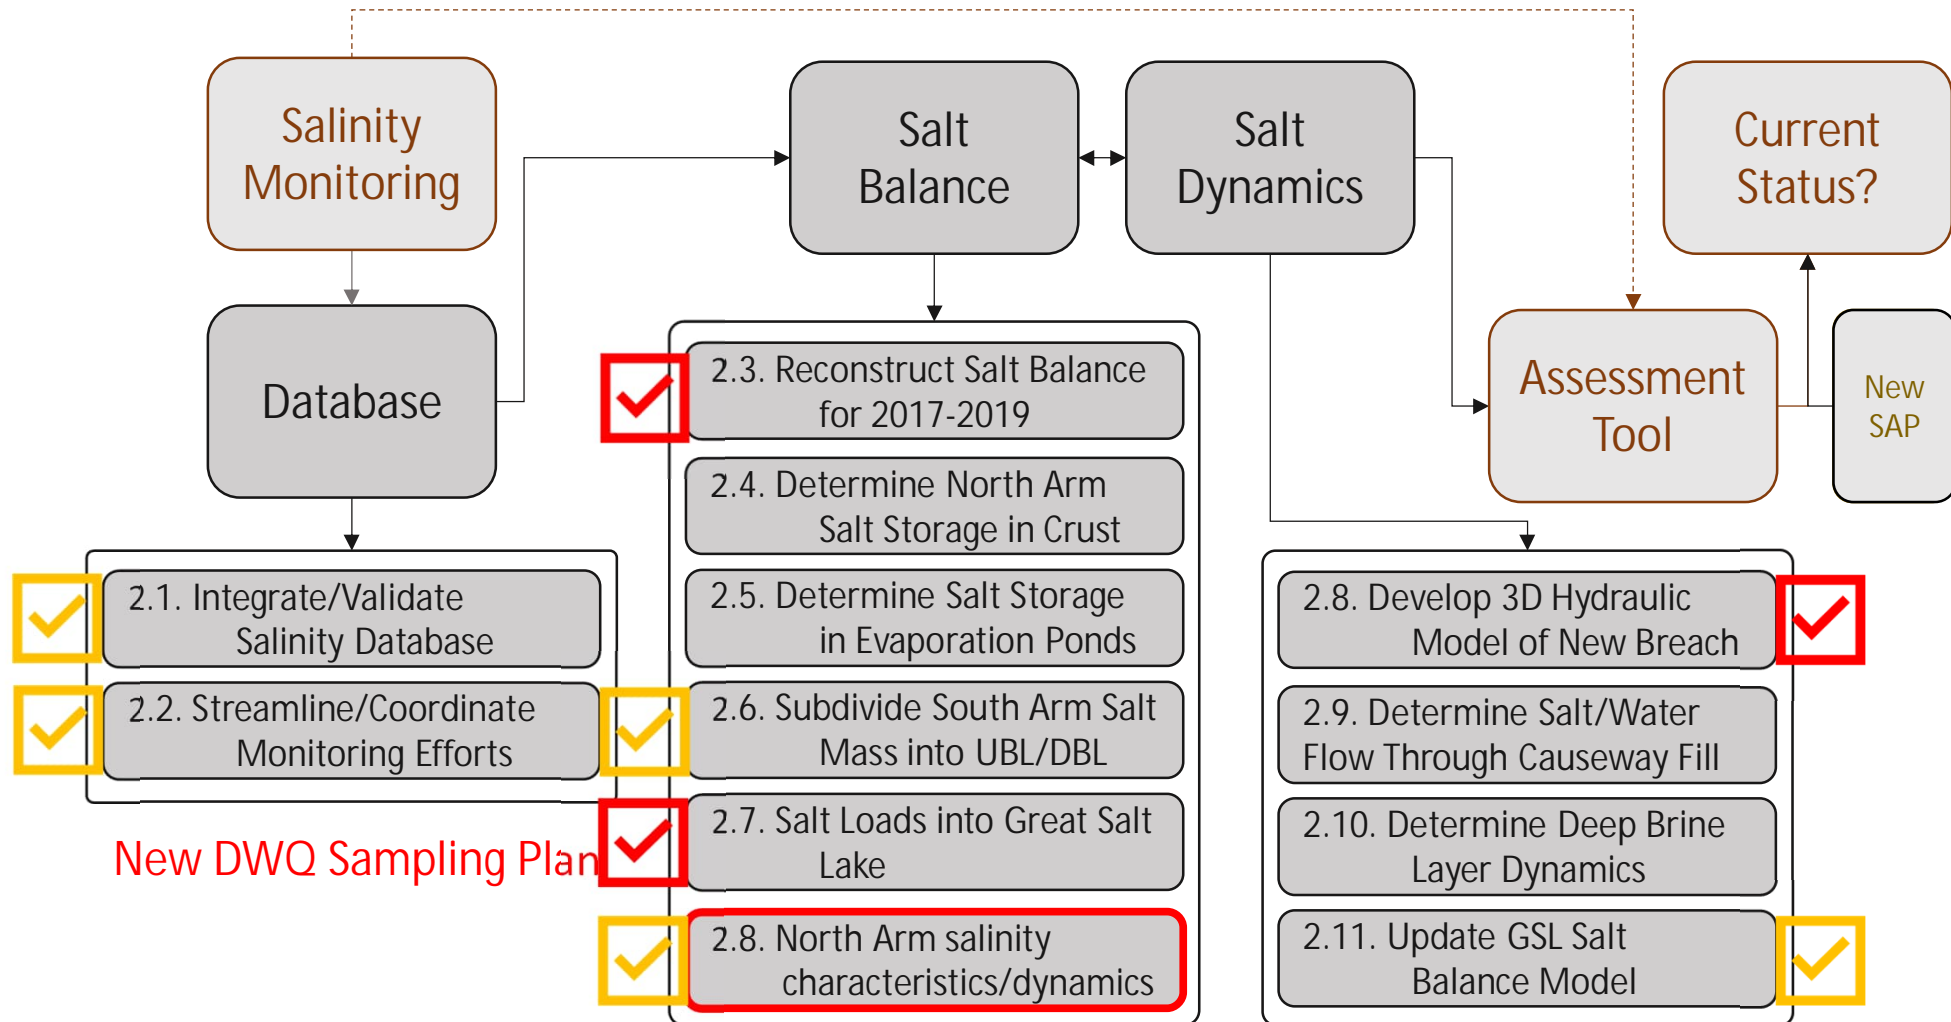 Salinity
Monitoring
Salt
Balance
Salt
Dynamics
Current
Status?
Database
Assessment
Tool
New
SAP
2.1. Integrate/Validate
Salinity Database
2.2. Streamline/Coordinate
Monitoring Efforts
New DWQ Sampling Plan
2.3. Reconstruct Salt Balance
for 2017-2019
2.4. Determine North Arm
Salt Storage in Crust
2.5. Determine Salt Storage
in Evaporation Ponds
2.6. Subdivide South Arm Salt
Mass into UBL/DBL
2.7. Salt Loads into Great Salt
Lake
2.8. North Arm salinity
characteristics/dynamics
2.8. Develop 3D Hydraulic
Model of New Breach
2.9. Determine Salt/Water
Flow Through Causeway Fill
2.10. Determine Deep Brine
Layer Dynamics
2.11. Update GSL Salt
Balance Model